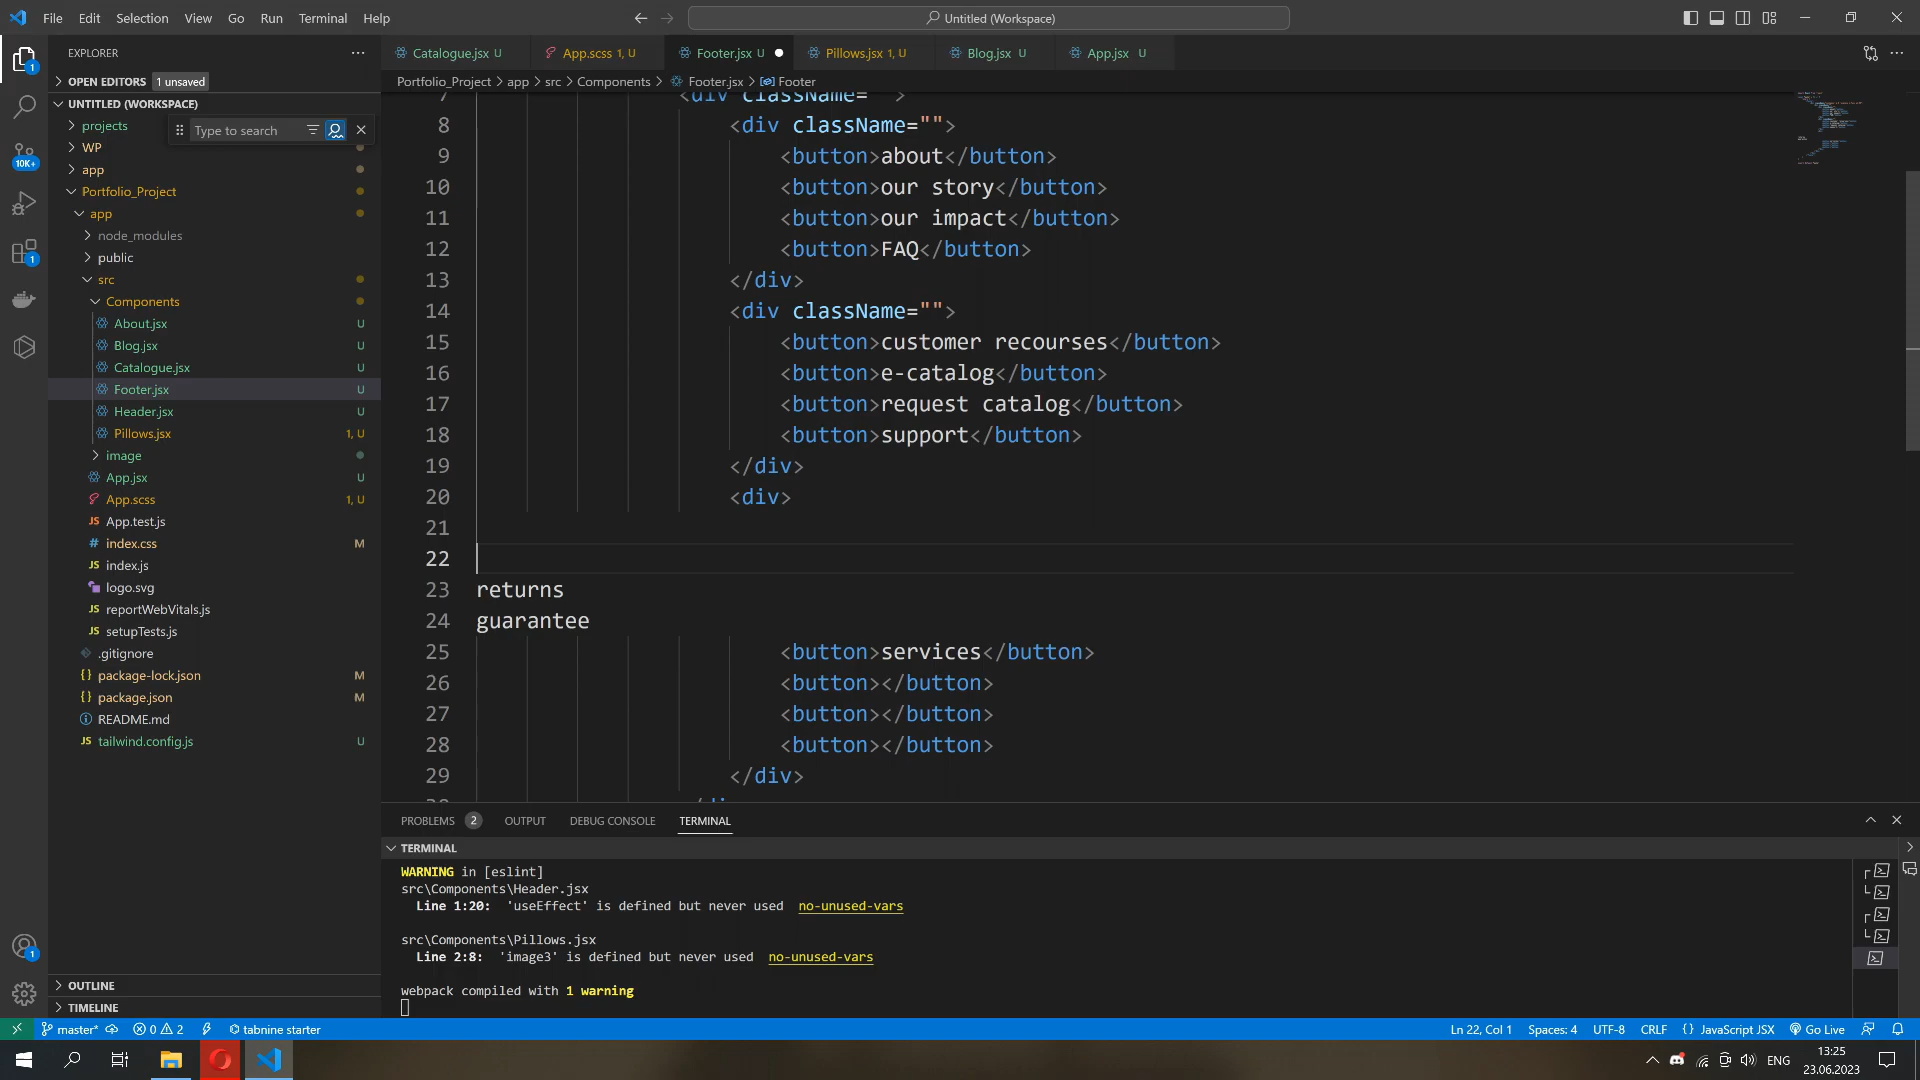 File Edit Selection View Go Run Terminal Help
Untitled (Workspace)
EXPLORER
OPEN EDITORS 1 unsaved
UNTITLED (WORKSPACE)
Type to search
projects
WP
app
Portfolio_Project
app
node_modules
public
src
Components
About.jsx U
Blog.jsx U
Catalogue.jsx U
Footer.jsx U
Header.jsx U
Pillows.jsx 1, U
image
App.jsx U
App.scss 1, U
JS App.test.js
# index.css M
JS index.js
logo.svg
JS reportWebVitals.js
JS setupTests.js
.gitignore
{} package-lock.json M
{} package.json M
README.md
JS tailwind.config.js U
OUTLINE
TIMELINE
1
10K+
1
1
Catalogue.jsx U App.scss 1, U Footer.jsx U Pillows.jsx 1, U Blog.jsx U App.jsx U
Portfolio_Project > app > src > Components > Footer.jsx > Footer
7 <div className="">
8 <div className="">
9 <button>about</button>
10 <button>our story</button>
11 <button>our impact</button>
12 <button>FAQ</button>
13 </div>
14 <div className="">
15 <button>customer recourses</button>
16 <button>e-catalog</button>
17 <button>request catalog</button>
18 <button>support</button>
19 </div>
20 <div>
21
22
23 returns
24 guarantee
25 <button>services</button>
26 <button></button>
27 <button></button>
28 <button></button>
29 </div>
PROBLEMS 2 OUTPUT DEBUG CONSOLE TERMINAL
TERMINAL
WARNING in [eslint]
src\Components\Header.jsx
Line 1:20: 'useEffect' is defined but never used no-unused-vars
src\Components\Pillows.jsx
Line 2:8: 'image3' is defined but never used no-unused-vars
webpack compiled with 1 warning
master* 0 2 tabnine starter
Ln 22, Col 1 Spaces: 4 UTF-8 CRLF {} JavaScript JSX Go Live
ENG
13:25
23.06.2023